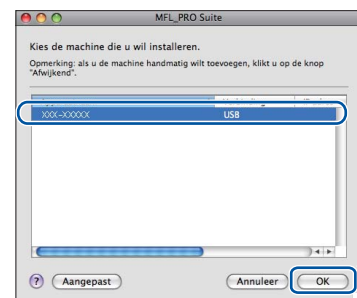 MFL_PRO Suite
Kies de machine die u wil installeren.
Opmerking: als u de machine handmatig wilt toevoegen, klikt u op de knop
"Afwijkend".
XXX-XXXXX USB
? Aangepast Annuleer OK